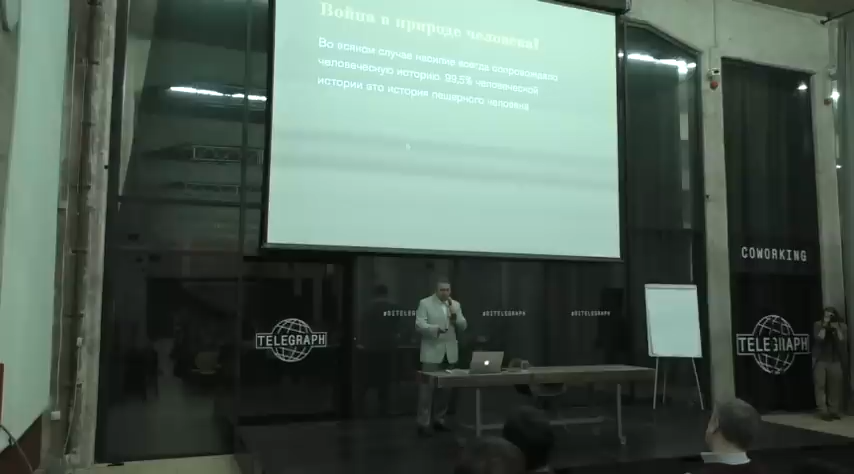 Война в природе человека!
Во всяком случае насилие всегда сопровождало
человеческую историю. 99,5% человеческой
истории это история пещерного человека
COWORKING
TELEGRAPH
#DITELEGRAPH
#DITELEGRAPH
TELEGRAPH